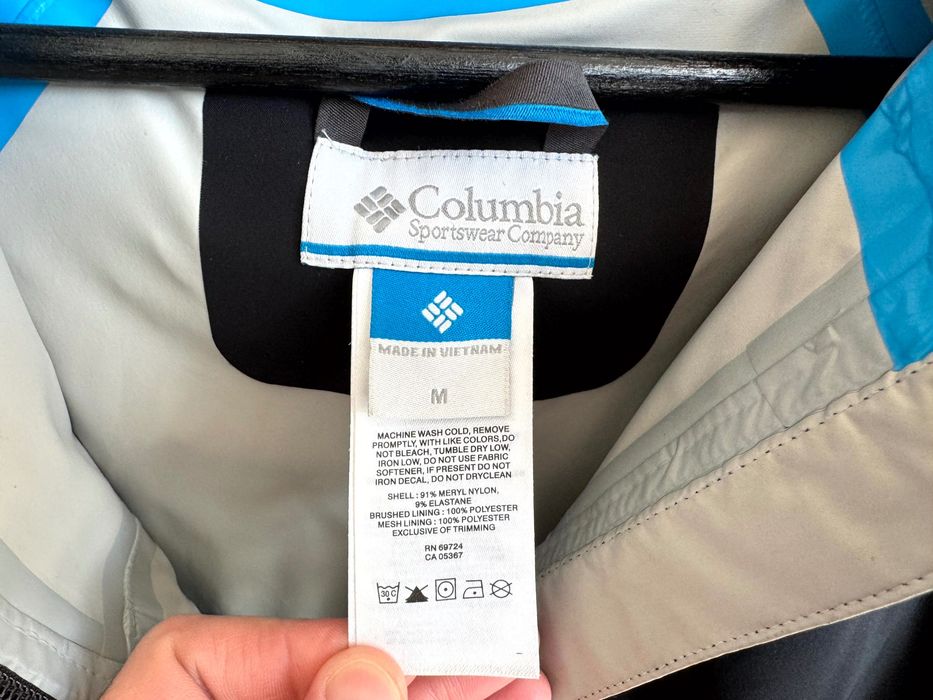 Columbia
Sportswear Company
MADE IN VIETNAM
M
MACHINE WASH COLD, REMOVE
PROMPTLY, WITH LIKE COLORS,DO
NOT BLEACH, TUMBLE DRY LOW,
IRON LOW, DO NOT USE FABRIC
SOFTENER, IF PRESENT DO NOT
IRON DECAL, DO NOT DRYCLEAN
SHELL : 91% MERYL NYLON,
9% ELASTANE
BRUSHED LINING : 100% POLYESTER
MESH LINING : 100% POLYESTER
EXCLUSIVE OF TRIMMING
RN 69724
CA 05367
30 C